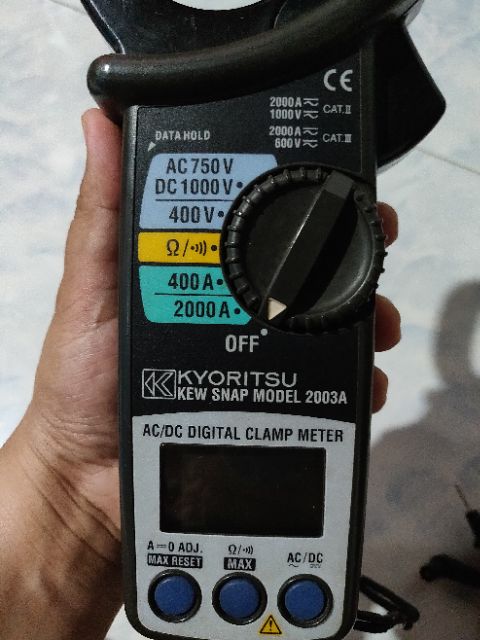 CE
2000A⎓ CAT.II
1000V⎓
2000A⎓ CAT.III
600V⎓
DATA HOLD
AC 750 V
DC 1000 V
400 V
Ω/•)))
400 A
2000 A
OFF
KYORITSU
KEW SNAP MODEL 2003A
AC/DC DIGITAL CLAMP METER
A=0 ADJ. Ω/•))) AC/DC
MAX RESET MAX